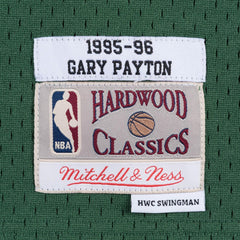 1995-96
GARY PAYTON
HARDWOOD
NBA
CLASSICS
Mitchell & Ness
HWC SWINGMAN